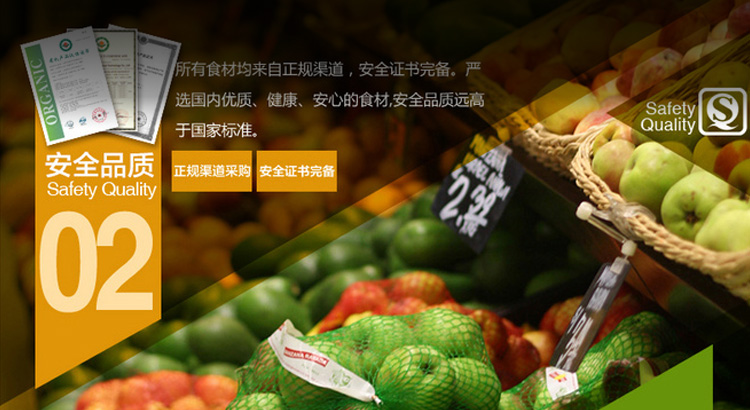 ORGANIC
所有食材均来自正规渠道，安全证书完备。严
选国内优质、健康、安心的食材,安全品质远高
于国家标准。
Safety
Quality
安全品质
Safety Quality
正规渠道采购
安全证书完备
02